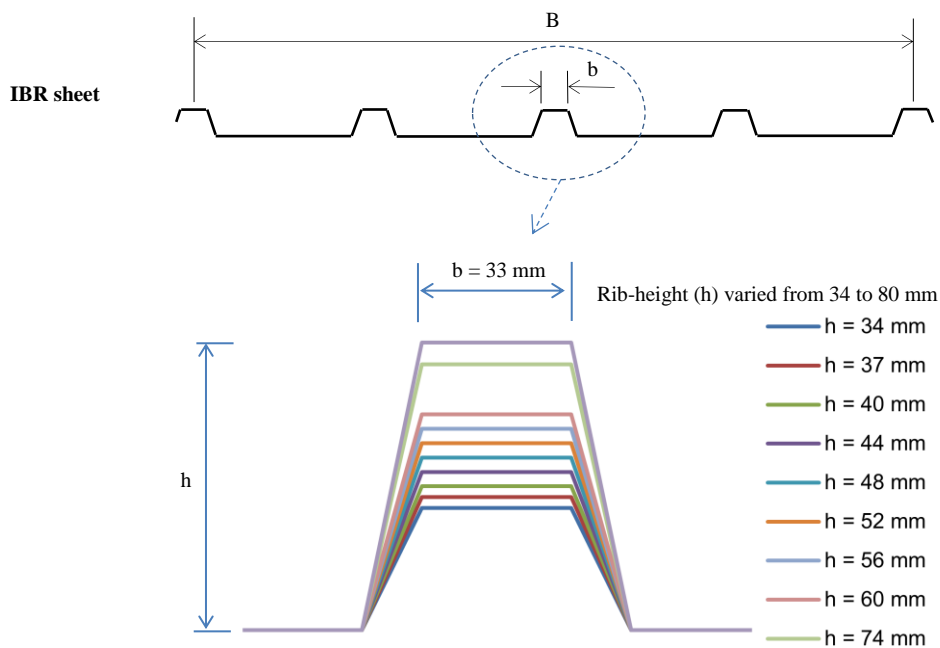 B
b
IBR sheet
b = 33 mm
Rib-height (h) varied from 34 to 80 mm
h = 34 mm
h = 37 mm
h = 40 mm
h = 44 mm
h
h = 48 mm
h = 52 mm
h = 56 mm
h = 60 mm
h = 74 mm